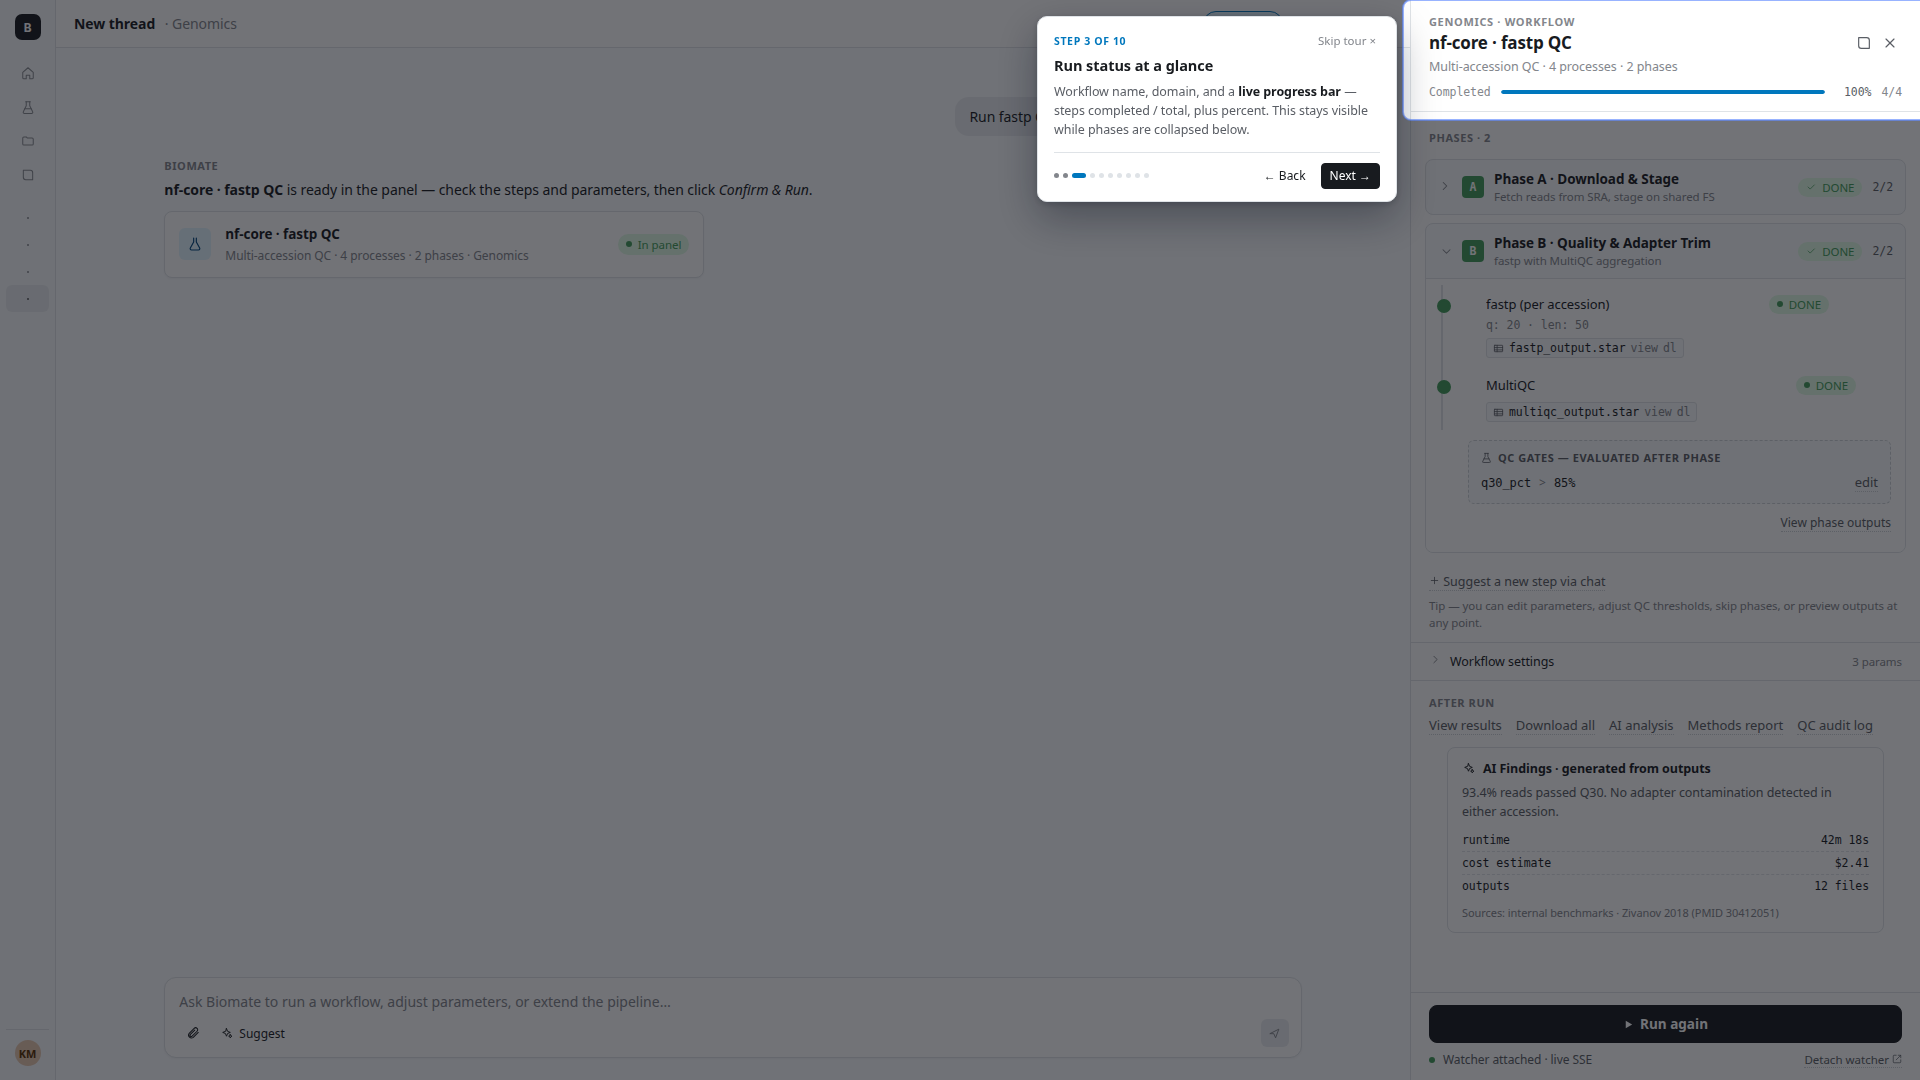 B
New thread · Genomics
STEP 3 OF 10
Skip tour ×
Run status at a glance
Workflow name, domain, and a live progress bar —
steps completed / total, plus percent. This stays visible
while phases are collapsed below.
← Back
Next →
Run fastp
BIOMATE
nf-core · fastp QC is ready in the panel — check the steps and parameters, then click Confirm & Run.
nf-core · fastp QC
Multi-accession QC · 4 processes · 2 phases · Genomics
In panel
Ask Biomate to run a workflow, adjust parameters, or extend the pipeline...
Suggest
KM
GENOMICS · WORKFLOW
nf-core · fastp QC
Multi-accession QC · 4 processes · 2 phases
Completed 100% 4/4
PHASES · 2
A
Phase A · Download & Stage
Fetch reads from SRA, stage on shared FS
DONE 2/2
B
Phase B · Quality & Adapter Trim
fastp with MultiQC aggregation
DONE 2/2
fastp (per accession)
DONE
q: 20 · len: 50
fastp_output.star view dl
MultiQC
DONE
multiqc_output.star view dl
QC GATES — EVALUATED AFTER PHASE
q30_pct > 85%
edit
View phase outputs
+ Suggest a new step via chat
Tip — you can edit parameters, adjust QC thresholds, skip phases, or preview outputs at
any point.
Workflow settings
3 params
AFTER RUN
View results Download all AI analysis Methods report QC audit log
AI Findings · generated from outputs
93.4% reads passed Q30. No adapter contamination detected in
either accession.
runtime 42m 18s
cost estimate $2.41
outputs 12 files
Sources: internal benchmarks · Zivanov 2018 (PMID 30412051)
Run again
Watcher attached · live SSE
Detach watcher